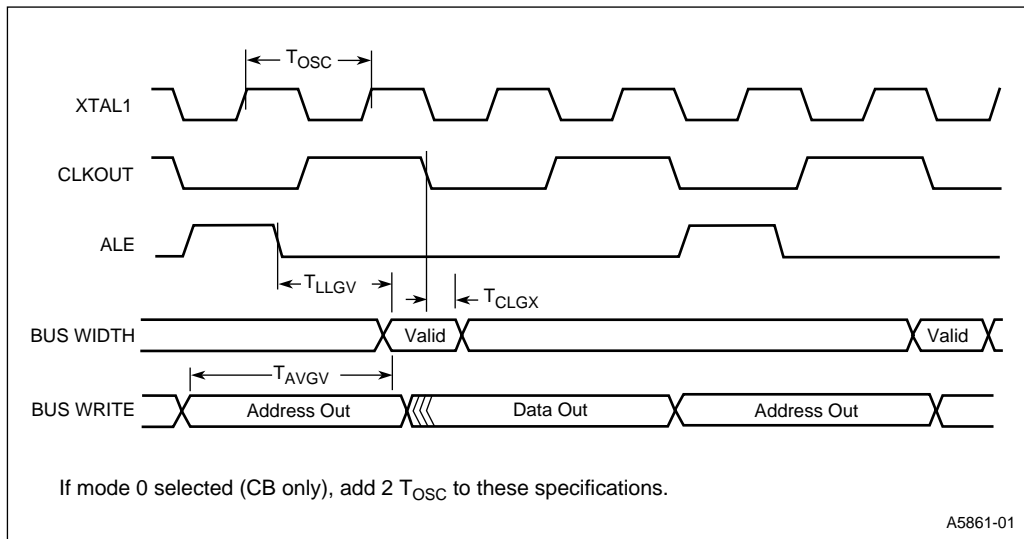 TOSC
XTAL1
CLKOUT
ALE
TLLGV
TCLGX
BUS WIDTH
Valid
Valid
TAVGV
BUS WRITE
Address Out
Data Out
Address Out
If mode 0 selected (CB only), add 2 TOSC to these specifications.
A5861-01